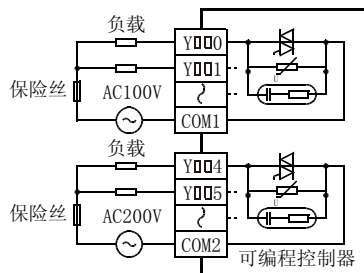 负载
Y000
Y001
保险丝
AC100V
U
COM1
负载
Y004
Y005
保险丝
AC200V
U
COM2
可编程控制器